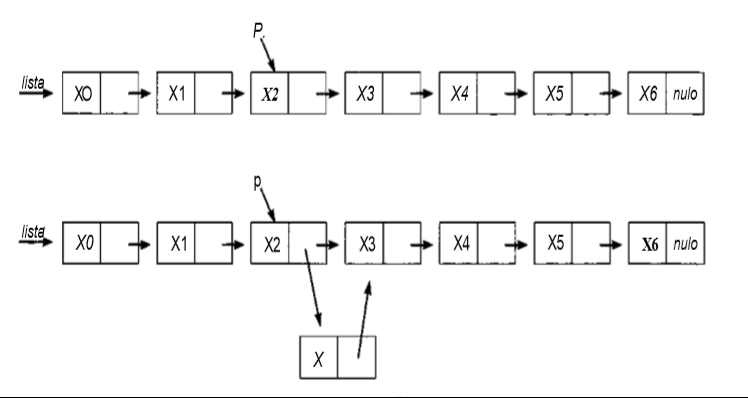 P.
lista
XO X1 X2 X3 X4 X5 X6 nulo
p
lista
X0 X1 X2 X3 X4 X5 X6 nulo
X